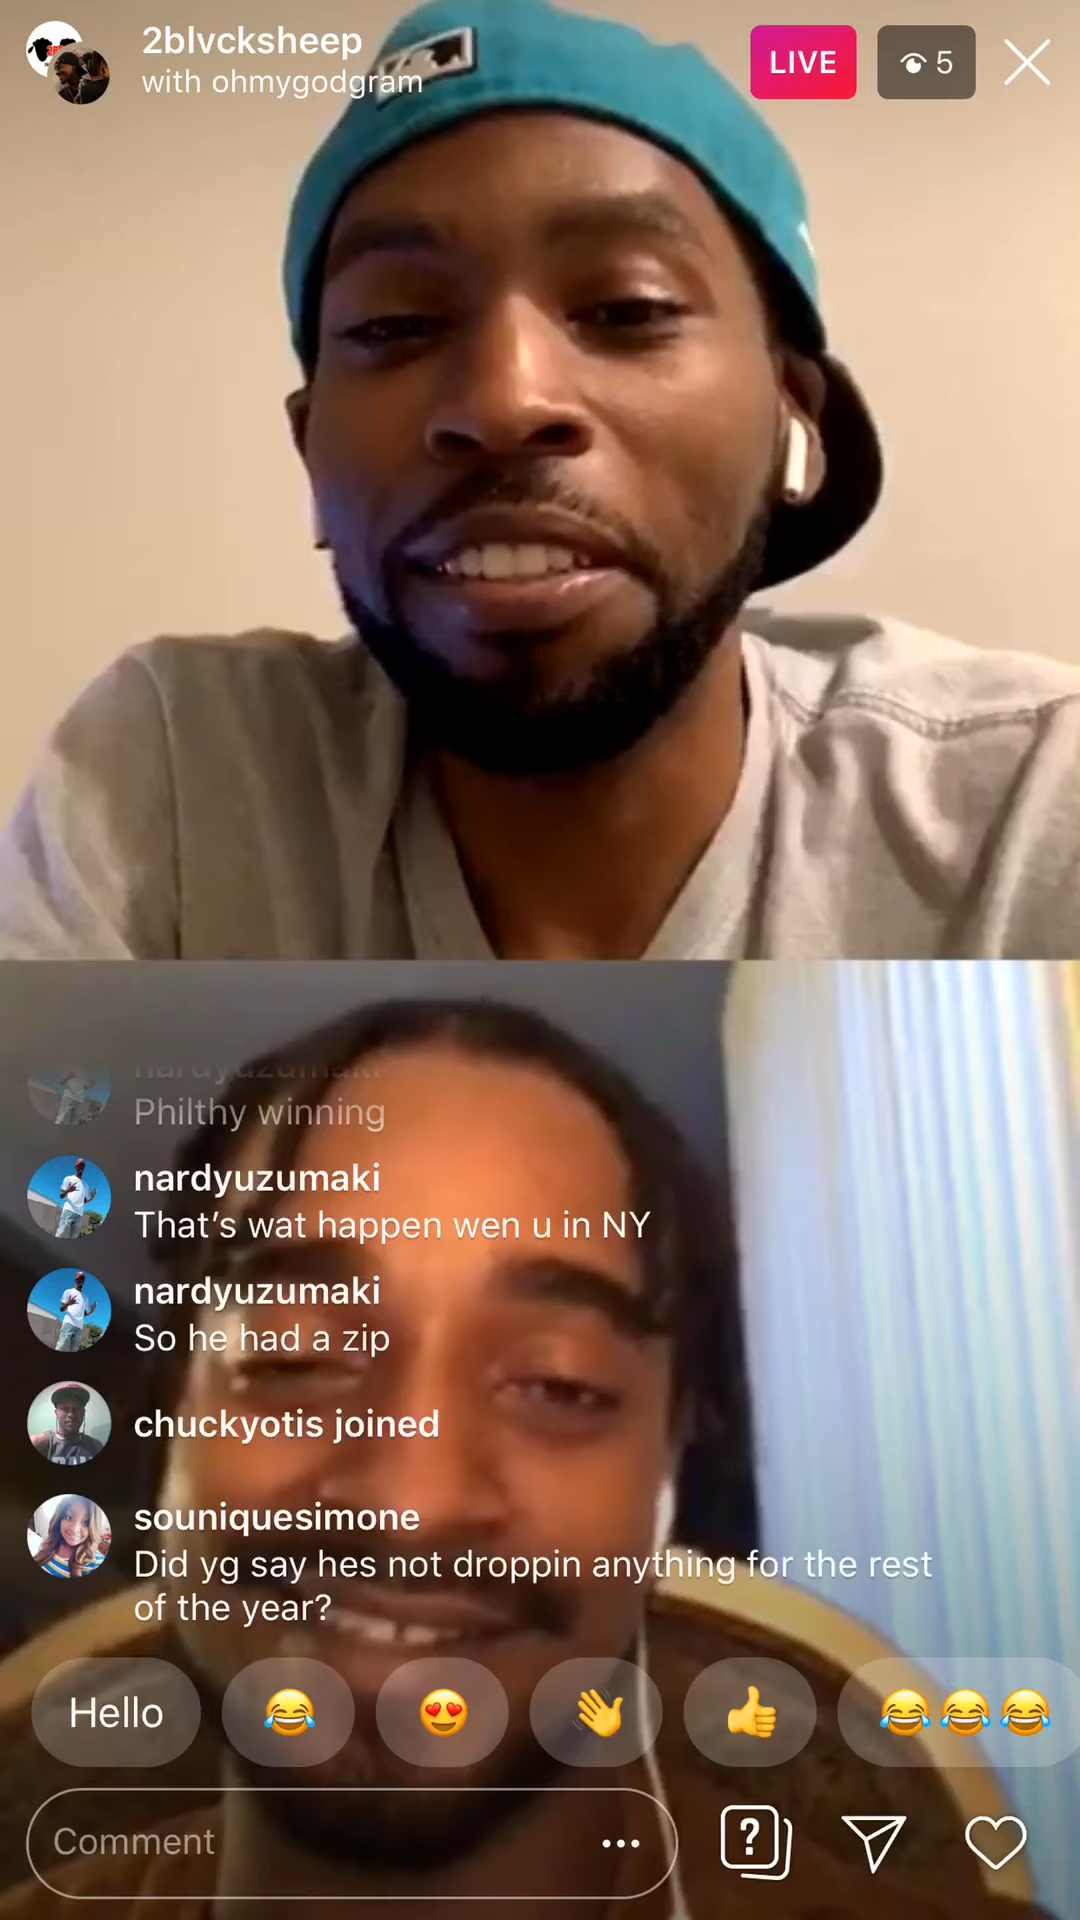 2blvcksheep
with ohmygodgram
LIVE
5
nardyuzumaki
Philthy winning
nardyuzumaki
That’s wat happen wen u in NY
nardyuzumaki
So he had a zip
chuckyotis joined
souniquesimone
Did yg say hes not droppin anything for the rest
of the year?
Hello
Comment